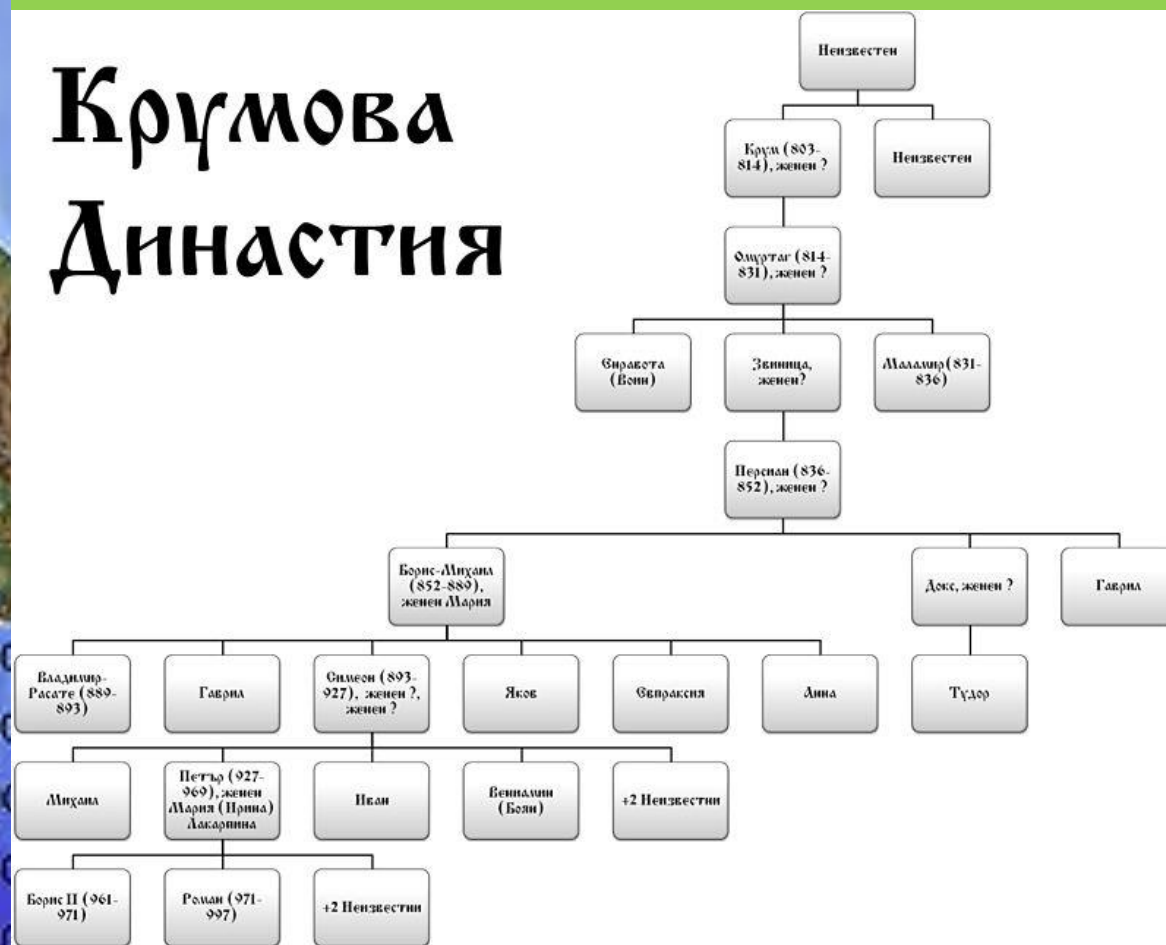 Крумова
Династия
Неизвестен
Крум (803-
814), женен ?
Неизвестен
Омуртаг (814-
831), женен ?
Енравота
(Воин)
Звиница,
женен?
Маламир(831-
836)
Персиан (836-
852), женен ?
Борис-Михаил
(852-889),
женен Мария
Докс, женен ?
Гаврил
Владимир-
Расате (889-
893)
Гаврил
Симеон (893-
927), женен ?,
женен ?
Яков
Евпраксия
Анна
Тудор
Михаил
Петър (927-
969), женен
Мария (Ирина)
Лакарпина
Иван
Вениамин
(Боян)
+2 Неизвестни
Борис II (961-
971)
Роман (971-
997)
+2 Неизвестни